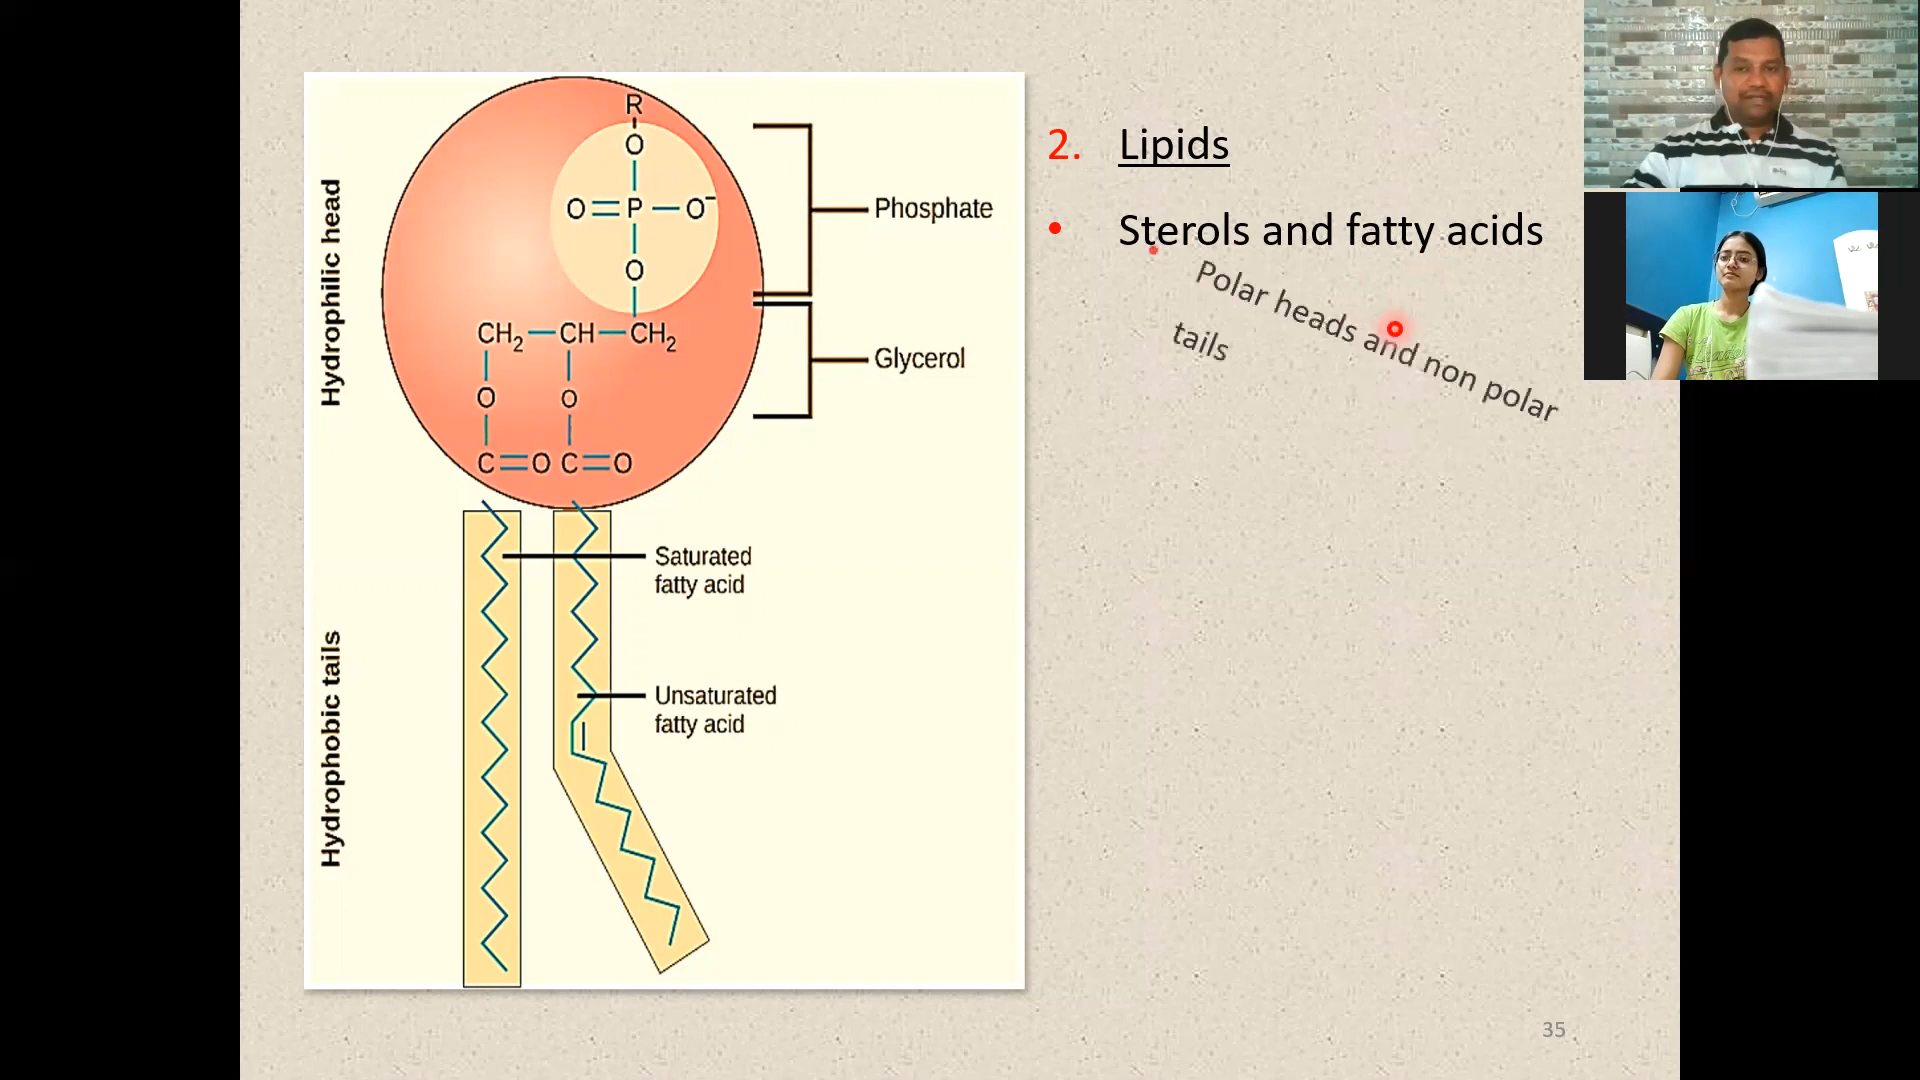 Hydrophilic head
R
O
O P O−
O
CH2 CH CH2
O O
C O C O
Phosphate
Glycerol
Saturated
fatty acid
Unsaturated
fatty acid
Hydrophobic tails
2. Lipids
• Sterols and fatty acids
• Polar heads and non polar
tails
35